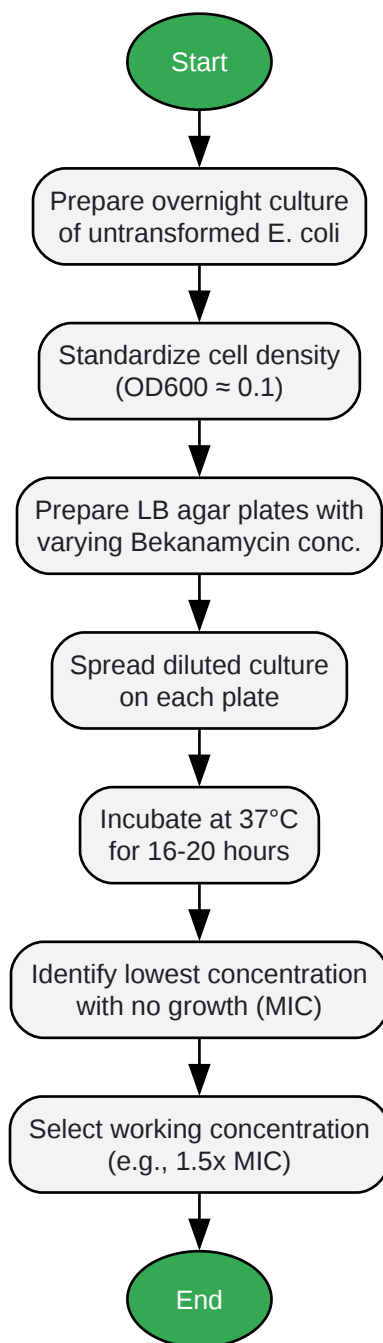 Start
Prepare overnight culture
of untransformed E. coli
Standardize cell density
(OD600 ≈ 0.1)
Prepare LB agar plates with
varying Bekanamycin conc.
Spread diluted culture
on each plate
Incubate at 37°C
for 16-20 hours
Identify lowest concentration
with no growth (MIC)
Select working concentration
(e.g., 1.5x MIC)
End